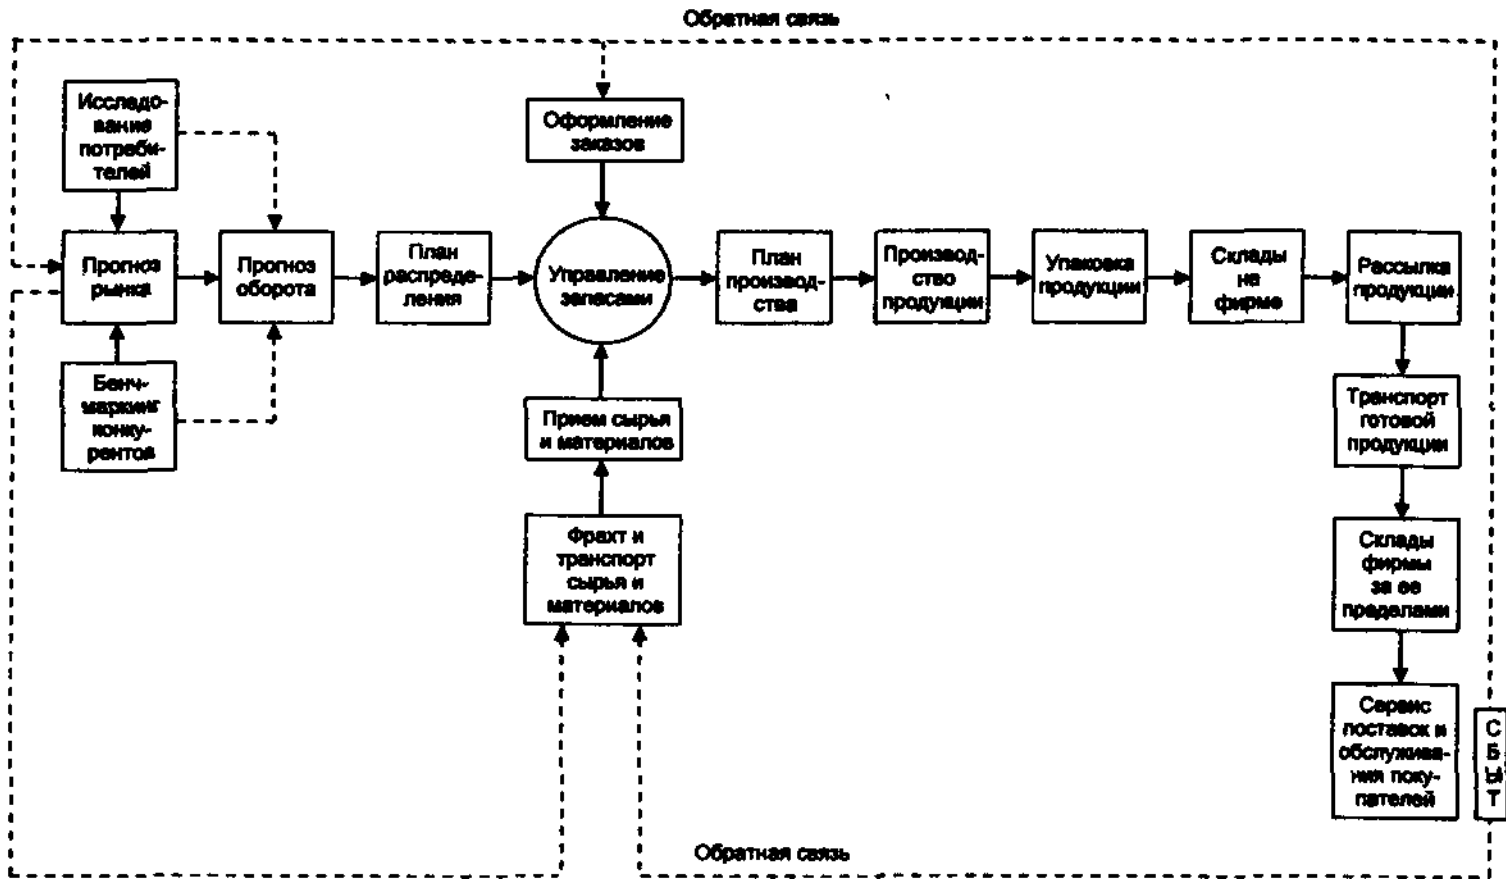 Обратная связь
Исследо-
вание
потреби-
телей
Оформление
заказов
Прогноз
рынка
Прогноз
оборота
План
распреде-
ления
Управление
запасами
План
производ-
ства
Производ-
ство
продукции
Упаковка
продукции
Склады
на
фирме
Рассылка
продукции
Бенч-
маркинг
конку-
рентов
Прием сырья
и материалов
Транспорт
готовой
продукции
Фрахт и
транспорт
сырья и
материалов
Склады
фирмы
за ее
пределами
Сервис
поставок и
обслужива-
ния поку-
пателей
С
Б
Ы
Т
Обратная связь